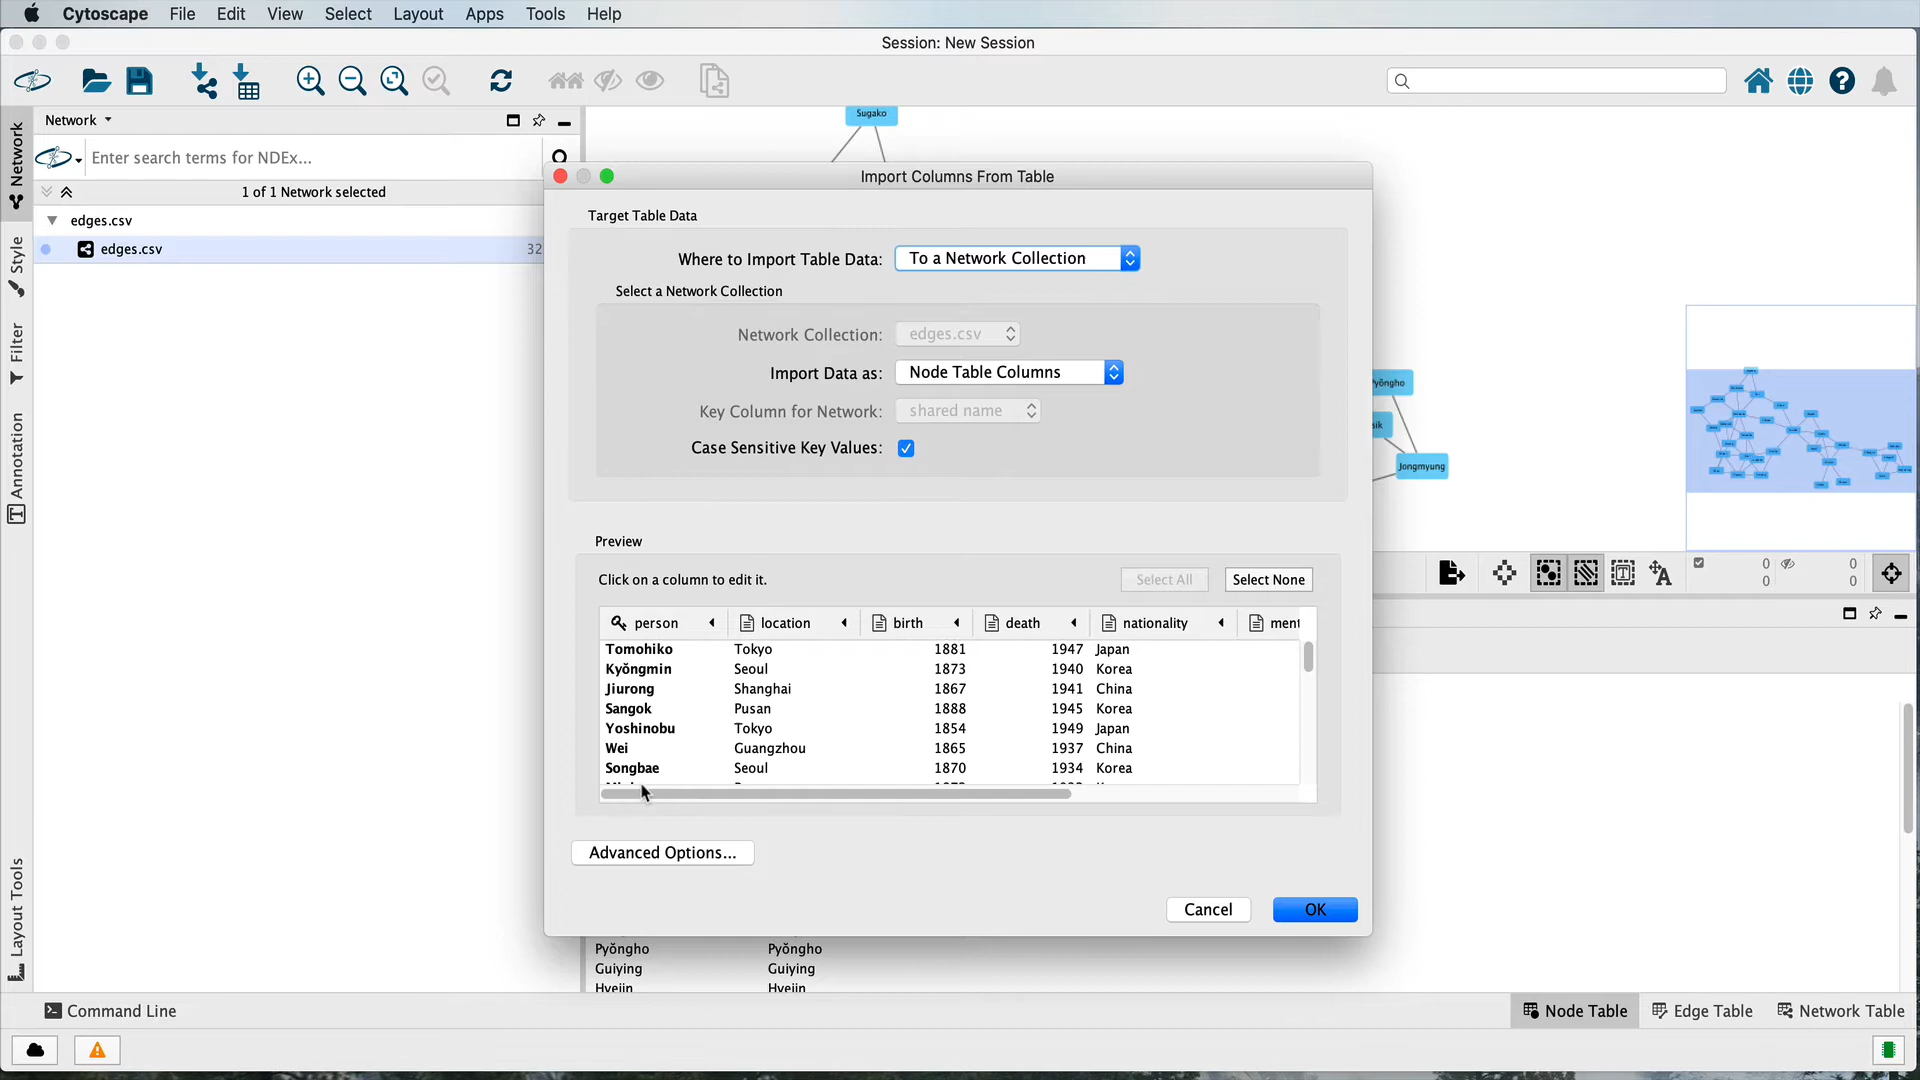 Cytoscape File Edit View Select Layout Apps Tools Help
Session: New Session
Network
Enter search terms for NDEx...
1 of 1 Network selected
edges.csv
edges.csv 32
Network
Style
Filter
Annotation
Layout Tools
Sugako
Jongmyung
Import Columns From Table
Target Table Data
Where to Import Table Data: To a Network Collection
Select a Network Collection
Network Collection: edges.csv
Import Data as: Node Table Columns
Key Column for Network: shared name
Case Sensitive Key Values:
Preview
Click on a column to edit it. Select All Select None
person location birth death nationality ment
Tomohiko Tokyo 1881 1947 Japan
Kyŏngmin Seoul 1873 1940 Korea
Jiurong Shanghai 1867 1941 China
Sangok Pusan 1888 1945 Korea
Yoshinobu Tokyo 1854 1949 Japan
Wei Guangzhou 1865 1937 China
Songbae Seoul 1870 1934 Korea
Advanced Options...
Cancel OK
0 0
0 0
Pyŏngho Pyŏngho
Guiying Guiying
Hyejin Hyejin
Command Line Node Table Edge Table Network Table